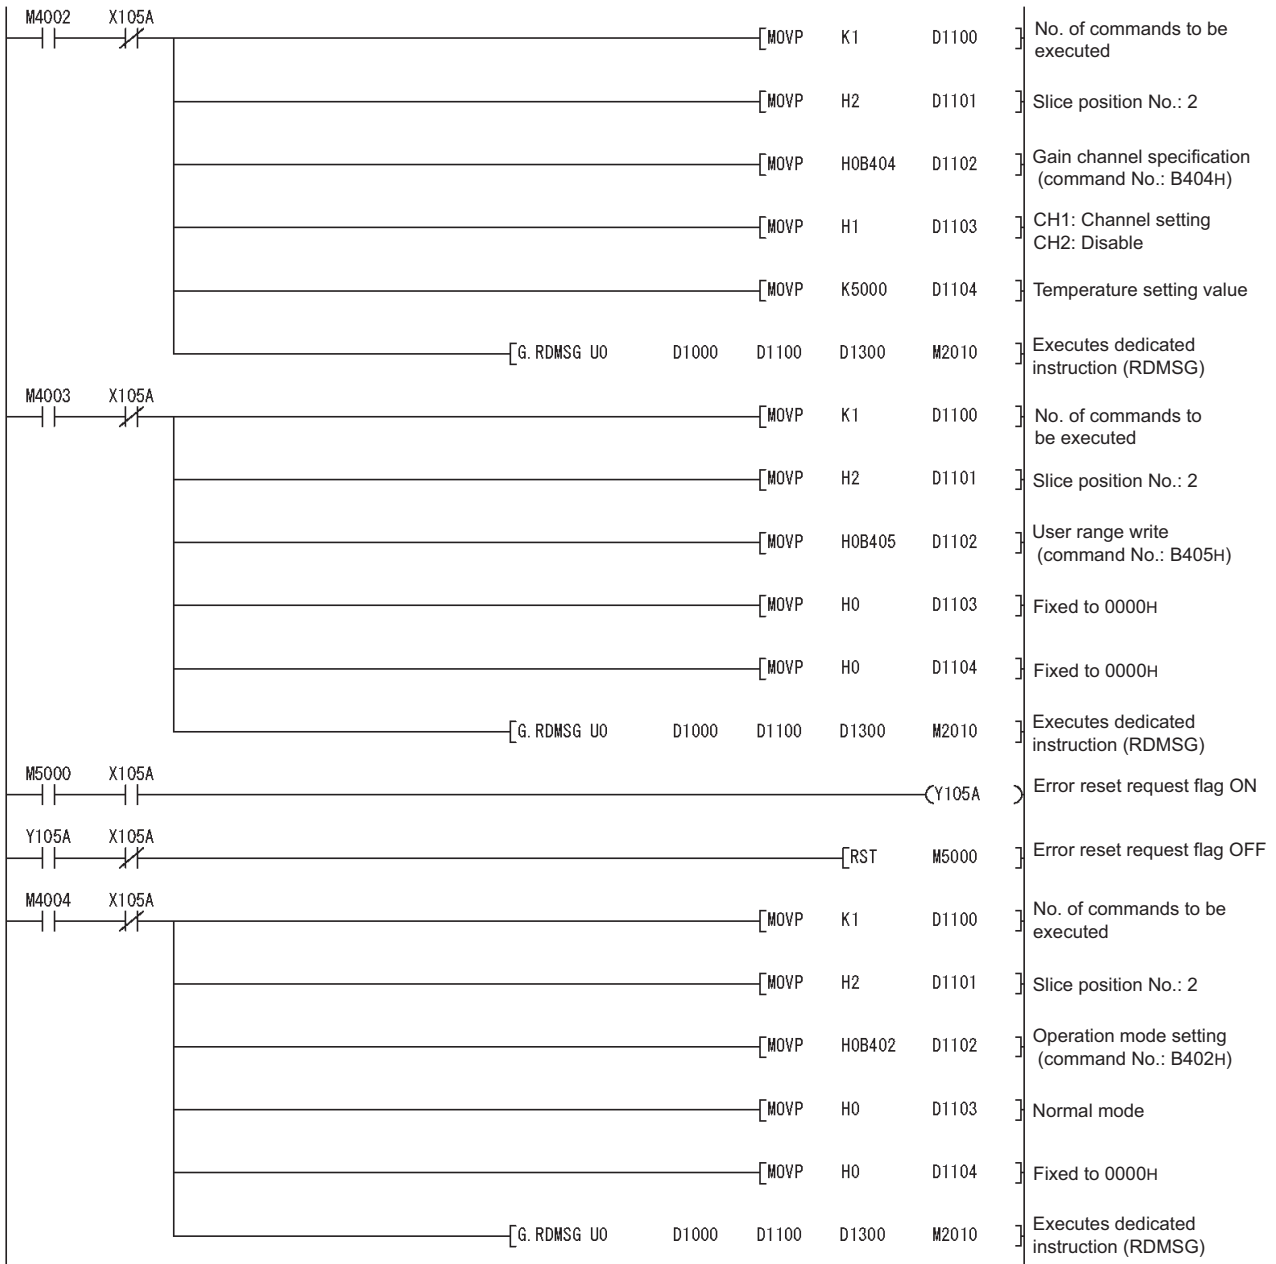 M4002 X105A
MOVP K1 D1100 No. of commands to be
executed
MOVP H2 D1101 Slice position No.: 2
MOVP H0B404 D1102 Gain channel specification
(command No.: B404H)
MOVP H1 D1103 CH1: Channel setting
CH2: Disable
MOVP K5000 D1104 Temperature setting value
G.RDMSG U0 D1000 D1100 D1300 M2010 Executes dedicated
instruction (RDMSG)
M4003 X105A
MOVP K1 D1100 No. of commands to
be executed
MOVP H2 D1101 Slice position No.: 2
MOVP H0B405 D1102 User range write
(command No.: B405H)
MOVP H0 D1103 Fixed to 0000H
MOVP H0 D1104 Fixed to 0000H
G.RDMSG U0 D1000 D1100 D1300 M2010 Executes dedicated
instruction (RDMSG)
M5000 X105A
Y105A Error reset request flag ON
Y105A X105A
RST M5000 Error reset request flag OFF
M4004 X105A
MOVP K1 D1100 No. of commands to be
executed
MOVP H2 D1101 Slice position No.: 2
MOVP H0B402 D1102 Operation mode setting
(command No.: B402H)
MOVP H0 D1103 Normal mode
MOVP H0 D1104 Fixed to 0000H
G.RDMSG U0 D1000 D1100 D1300 M2010 Executes dedicated
instruction (RDMSG)